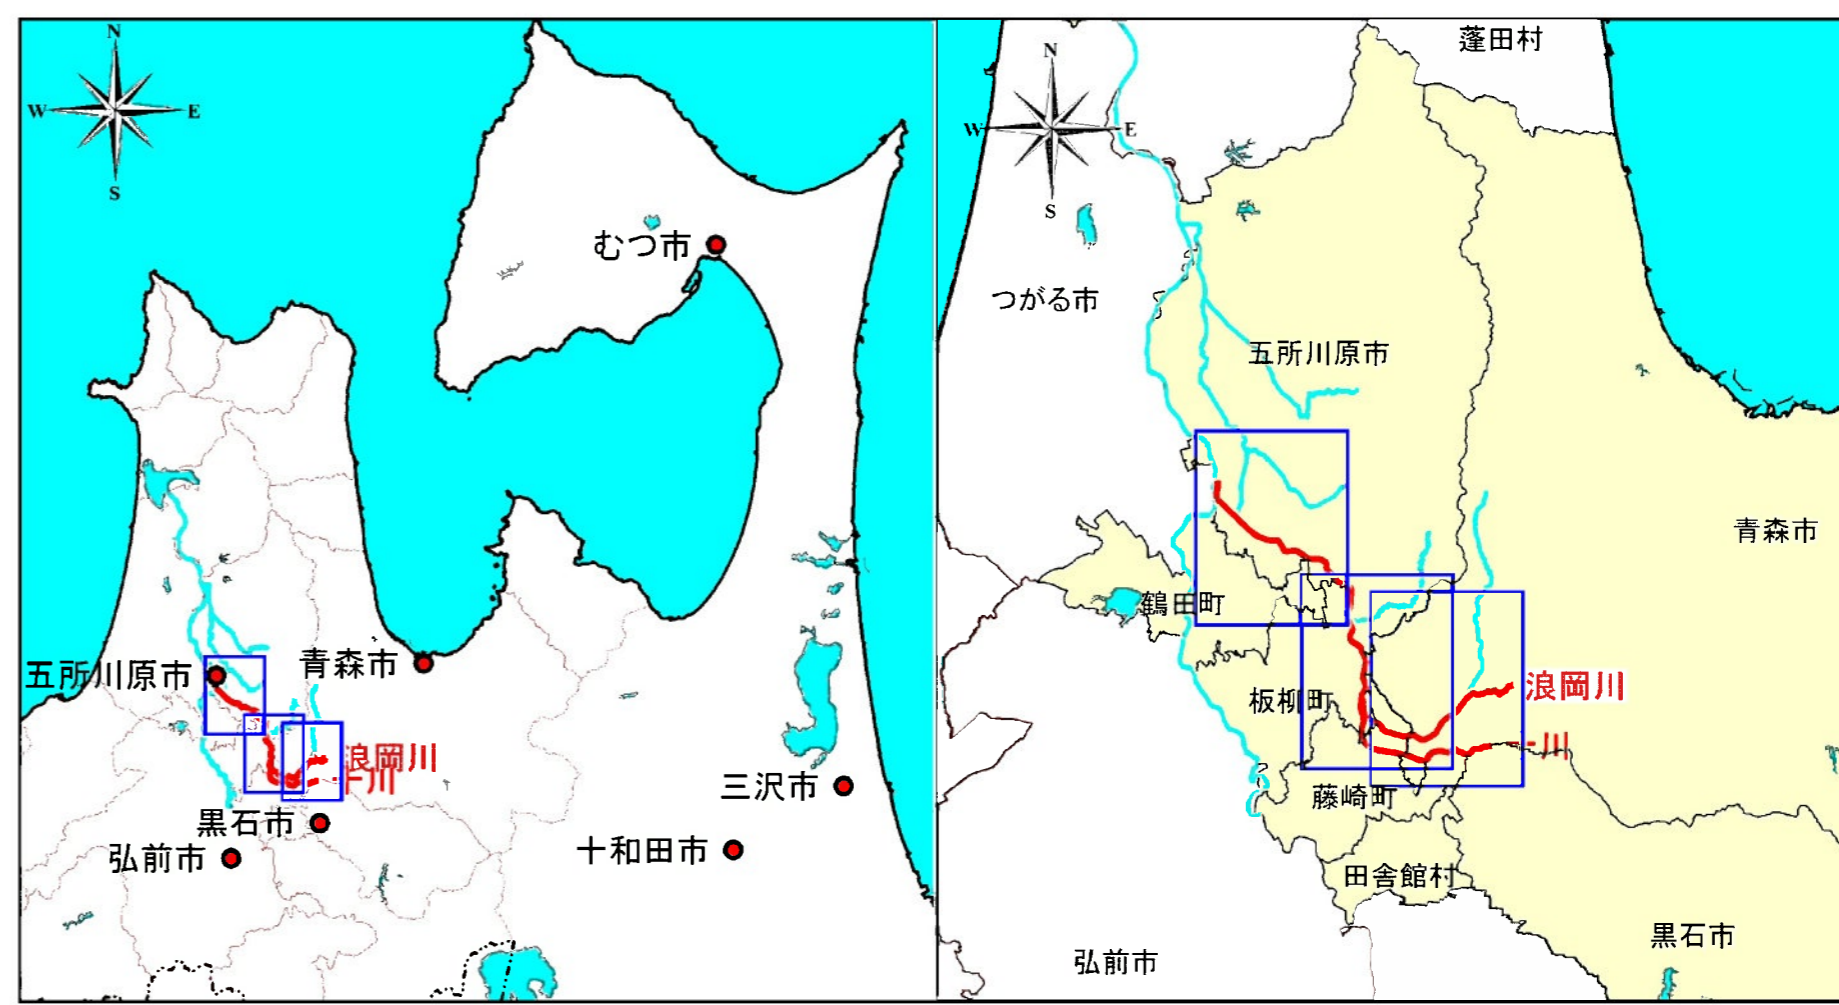 N
W
E
S
むつ市
五所川原市
青森市
浪岡川
十川
黒石市
弘前市
三沢市
十和田市
蓬田村
N
W
E
S
つがる市
五所川原市
青森市
鶴田町
板柳町
浪岡川
川
藤崎町
田舎館村
黒石市
弘前市